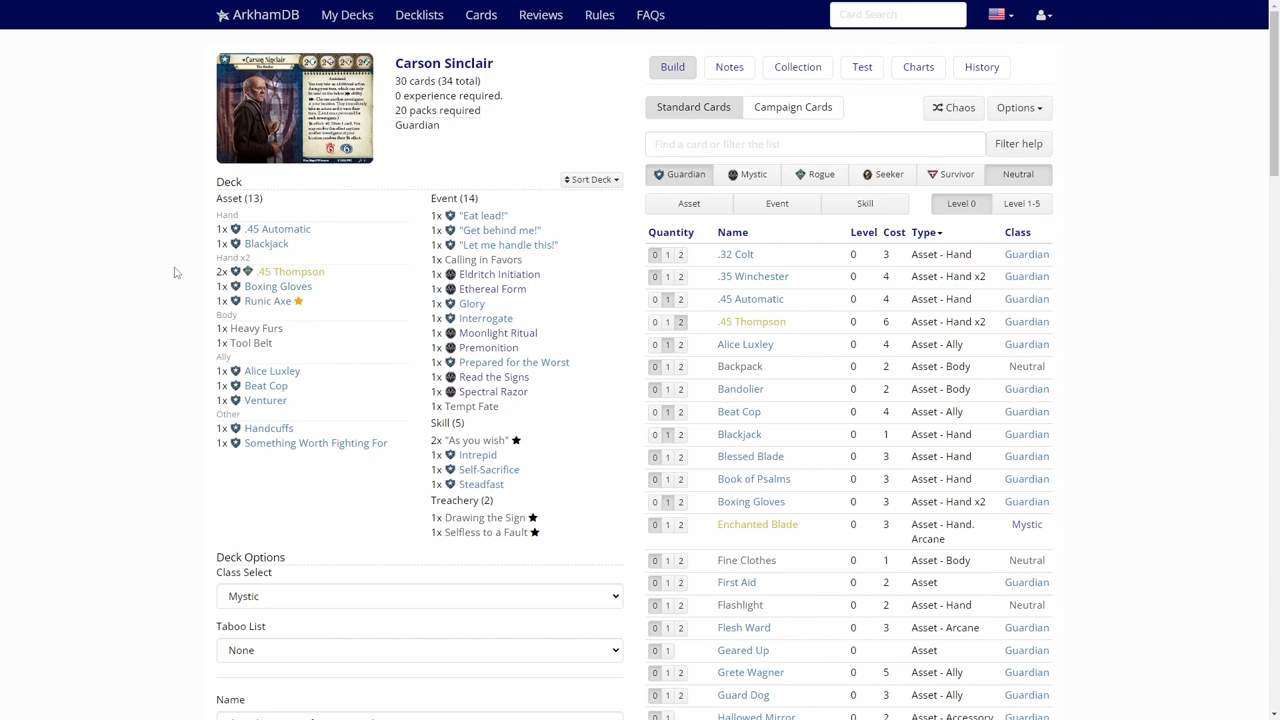 ArkhamDB My Decks Decklists Cards Reviews Rules FAQs Card Search
Carson Sinclair
The Butler
Carson Sinclair
30 cards (34 total)
0 experience required.
20 packs required
Guardian
Build Notes Collection Test Charts History
Standard Cards Campaign Cards Chaos Options
Find a card or filter the list Filter help
Guardian Mystic Rogue Seeker Survivor Neutral
Asset Event Skill Level 0 Level 1-5
Deck Sort Deck
Asset (13)
Hand
1x .45 Automatic
1x Blackjack
Hand x2
2x .45 Thompson
1x Boxing Gloves
1x Runic Axe
Body
1x Heavy Furs
1x Tool Belt
Ally
1x Alice Luxley
1x Beat Cop
1x Venturer
Other
1x Handcuffs
1x Something Worth Fighting For
Event (14)
1x "Eat lead!"
1x "Get behind me!"
1x "Let me handle this!"
1x Calling in Favors
1x Eldritch Initiation
1x Ethereal Form
1x Glory
1x Interrogate
1x Moonlight Ritual
1x Premonition
1x Prepared for the Worst
1x Read the Signs
1x Spectral Razor
1x Tempt Fate
Skill (5)
2x "As you wish"
1x Intrepid
1x Self-Sacrifice
1x Steadfast
Treachery (2)
1x Drawing the Sign
1x Selfless to a Fault
Deck Options
Class Select
Mystic
Taboo List
None
Name
Quantity Name Level Cost Type Class
0 1 2 .32 Colt 0 3 Asset - Hand Guardian
0 1 2 .35 Winchester 0 4 Asset - Hand x2 Guardian
0 1 2 .45 Automatic 0 4 Asset - Hand Guardian
0 1 2 .45 Thompson 0 6 Asset - Hand x2 Guardian
0 1 2 Alice Luxley 0 4 Asset - Ally Guardian
0 1 2 Backpack 0 2 Asset - Body Neutral
0 1 2 Bandolier 0 2 Asset - Body Guardian
0 1 2 Beat Cop 0 4 Asset - Ally Guardian
0 1 2 Blackjack 0 1 Asset - Hand Guardian
0 1 2 Blessed Blade 0 3 Asset - Hand Guardian
0 1 2 Book of Psalms 0 3 Asset - Hand Guardian
0 1 2 Boxing Gloves 0 3 Asset - Hand x2 Guardian
0 1 2 Enchanted Blade 0 3 Asset - Hand. Mystic
Arcane
0 1 2 Fine Clothes 0 1 Asset - Body Neutral
0 1 2 First Aid 0 2 Asset Guardian
0 1 2 Flashlight 0 2 Asset - Hand Neutral
0 1 2 Flesh Ward 0 3 Asset - Arcane Guardian
0 1 Geared Up 0 Asset Guardian
0 1 2 Grete Wagner 0 5 Asset - Ally Guardian
0 1 2 Guard Dog 0 3 Asset - Ally Guardian
0 1 2 Hallowed Mirror 0 2 Asset - Accessory Guardian